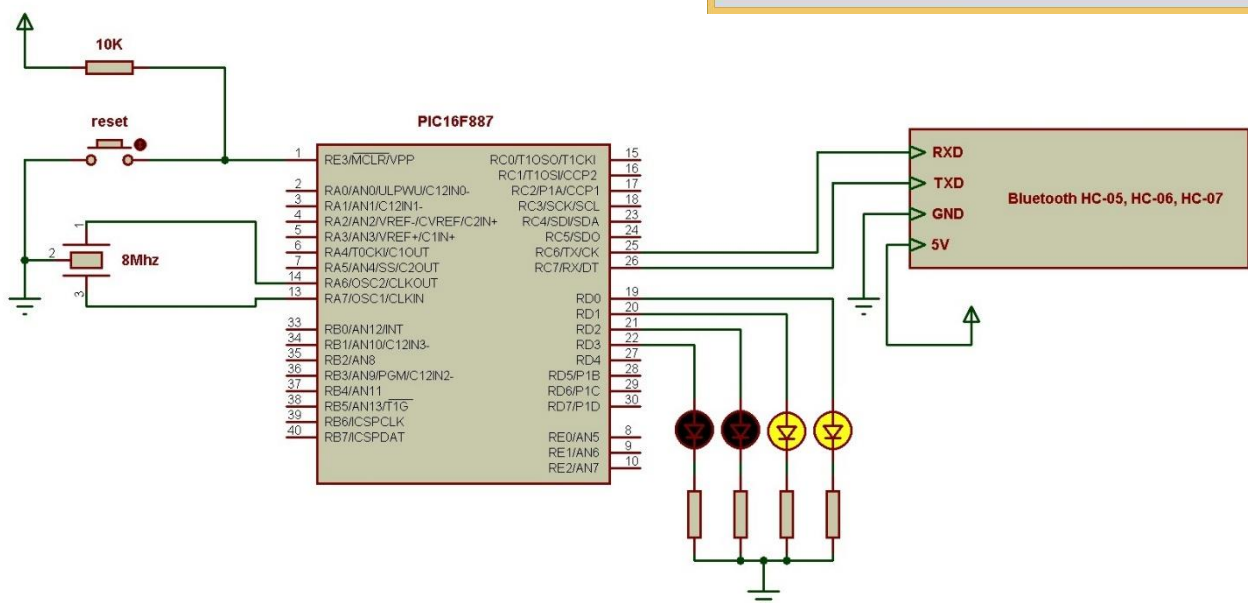 10K
reset
PIC16F887
1 RE3/MCLR/VPP
2 RA0/AN0/ULPWU/C12IN0-
3 RA1/AN1/C12IN1-
4 RA2/AN2/VREF-/CVREF/C2IN+
5 RA3/AN3/VREF+/C1IN+
6 RA4/T0CKI/C1OUT
7 RA5/AN4/SS/C2OUT
14 RA6/OSC2/CLKOUT
13 RA7/OSC1/CLKIN
33 RB0/AN12/INT
34 RB1/AN10/C12IN3-
35 RB2/AN8
36 RB3/AN9/PGM/C12IN2-
37 RB4/AN11
38 RB5/AN13/T1G
39 RB6/ICSPCLK
40 RB7/ICSPDAT
RC0/T1OSO/T1CKI 15
RC1/T1OSI/CCP2 16
RC2/P1A/CCP1 17
RC3/SCK/SCL 18
RC4/SDI/SDA 23
RC5/SDO 24
RC6/TX/CK 25
RC7/RX/DT 26
RD0 19
RD1 20
RD2 21
RD3 22
RD4 27
RD5/P1B 28
RD6/P1C 29
RD7/P1D 30
RE0/AN5 8
RE1/AN6 9
RE2/AN7 10
1
2
8Mhz
3
RXD
TXD
GND
5V
Bluetooth HC-05, HC-06, HC-07